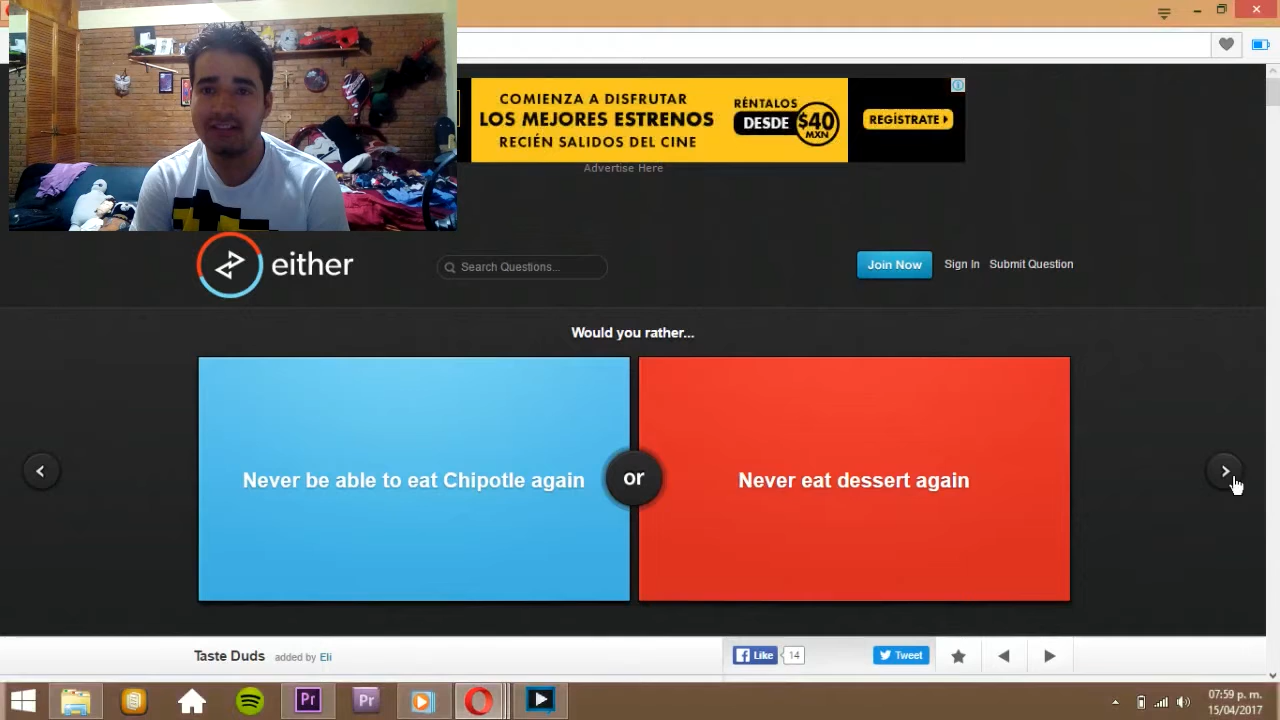 COMIENZA A DISFRUTAR
LOS MEJORES ESTRENOS
RECIÉN SALIDOS DEL CINE
RÉNTALOS
DESDE $40 MXN
REGÍSTRATE
Advertise Here
either
Search Questions...
Join Now
Sign In
Submit Question
Would you rather...
Never be able to eat Chipotle again
or
Never eat dessert again
Taste Duds
added by Eli
Like
14
Tweet
Pr
Pr
07:59 p. m.
15/04/2017